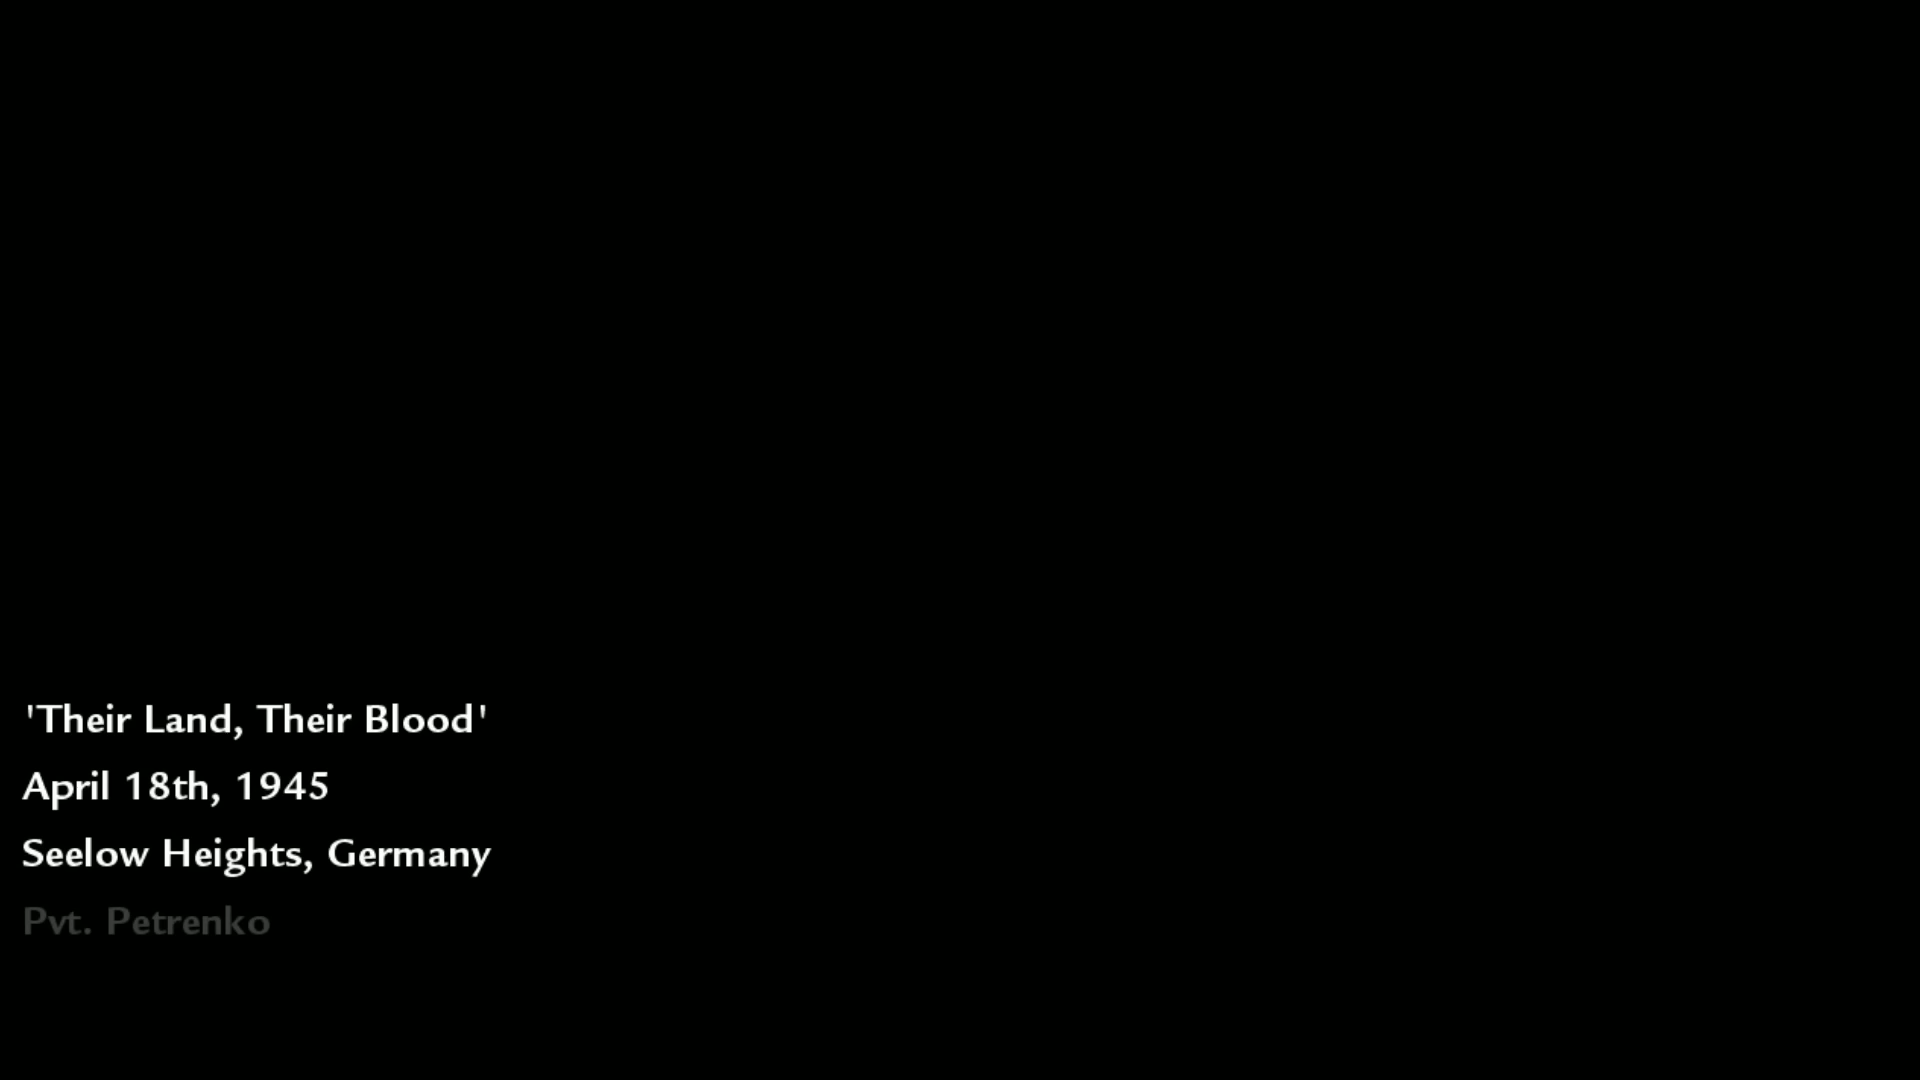 'Their Land, Their Blood'
April 18th, 1945
Seelow Heights, Germany
Pvt. Petrenko